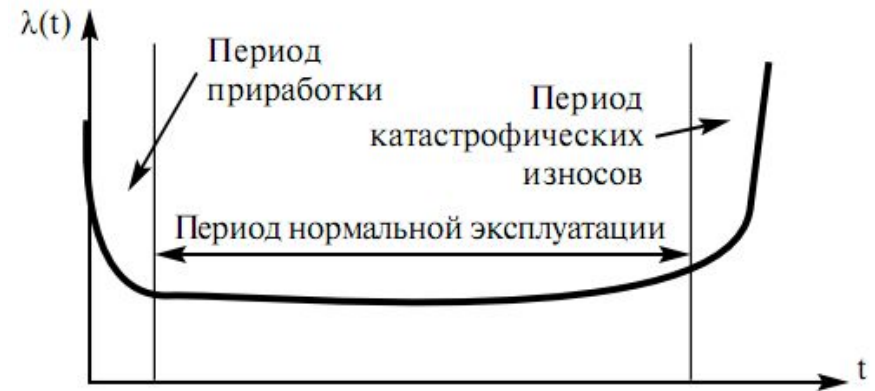 λ(t)
Период
приработки
Период
катастрофических
износов
Период нормальной эксплуатации
t